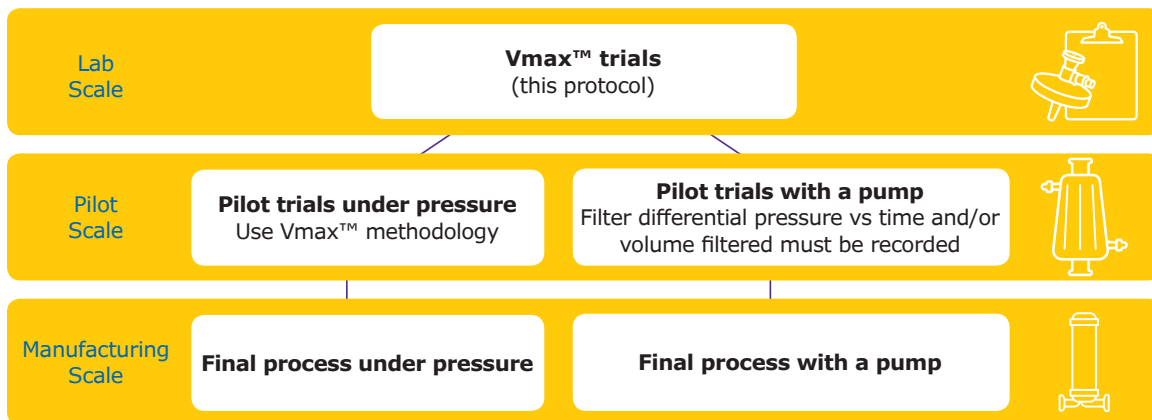 Lab
Scale
Vmax™ trials
(this protocol)
Pilot
Scale
Pilot trials under pressure
Use Vmax™ methodology
Pilot trials with a pump
Filter differential pressure vs time and/or
volume filtered must be recorded
Manufacturing
Scale
Final process under pressure
Final process with a pump